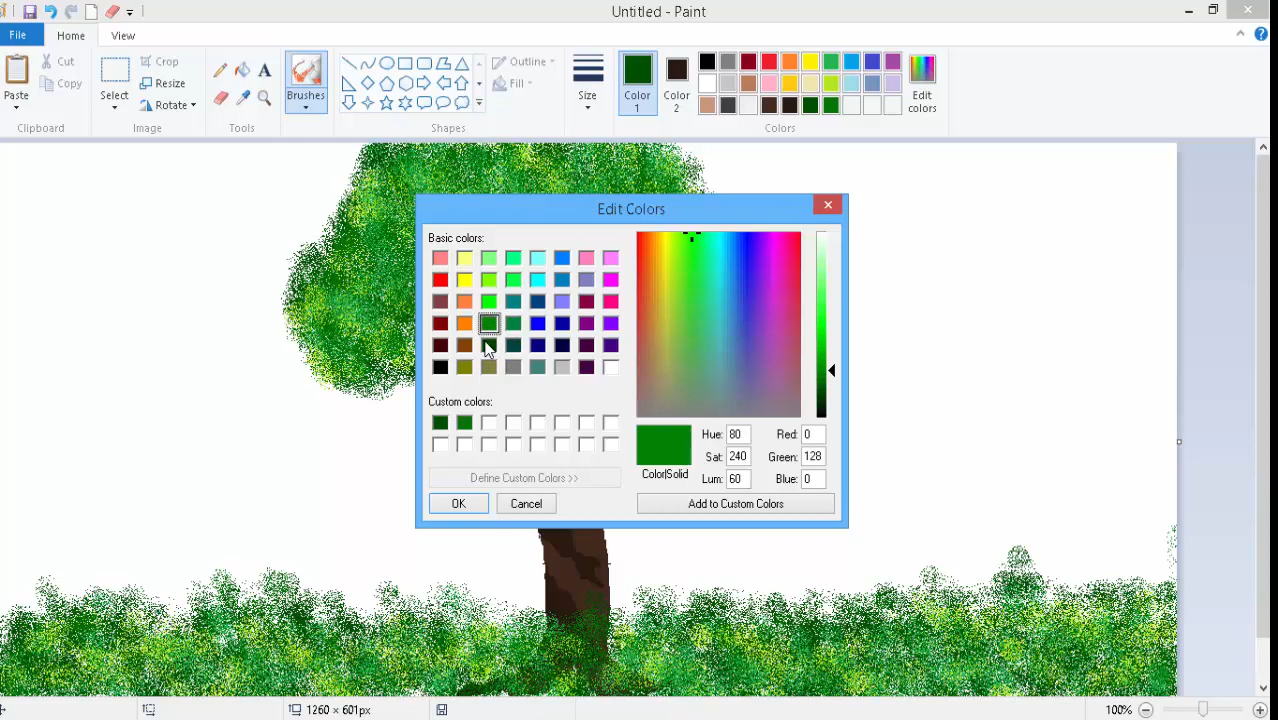 Untitled - Paint
File
Home
View
Paste
Cut
Copy
Clipboard
Select
Crop
Resize
Rotate
Image
A
Tools
Brushes
Outline
Fill
Shapes
Size
Color 1
Color 2
Edit colors
Colors
Edit Colors
Basic colors:
Custom colors:
Define Custom Colors >>
OK
Cancel
Color|Solid
Hue: 80
Sat: 240
Lum: 60
Red: 0
Green: 128
Blue: 0
Add to Custom Colors
1260 × 601px
100%